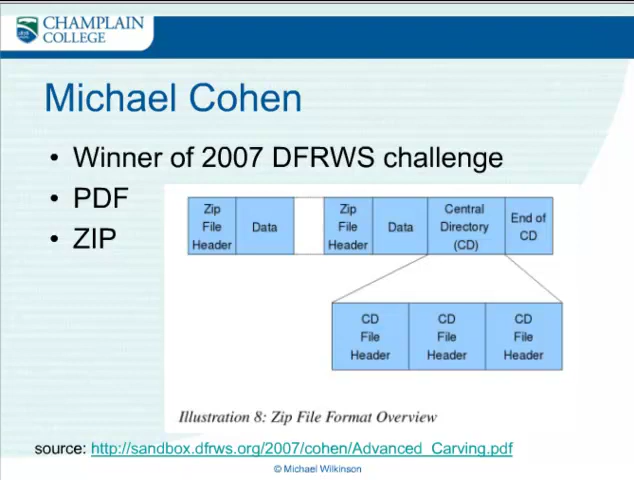 CHAMPLAIN
COLLEGE
Michael Cohen
• Winner of 2007 DFRWS challenge
• PDF
• ZIP
Zip File Header
Data
Zip File Header
Data
Central Directory (CD)
End of CD
CD File Header
CD File Header
CD File Header
Illustration 8: Zip File Format Overview
source: http://sandbox.dfrws.org/2007/cohen/Advanced_Carving.pdf
© Michael Wilkinson